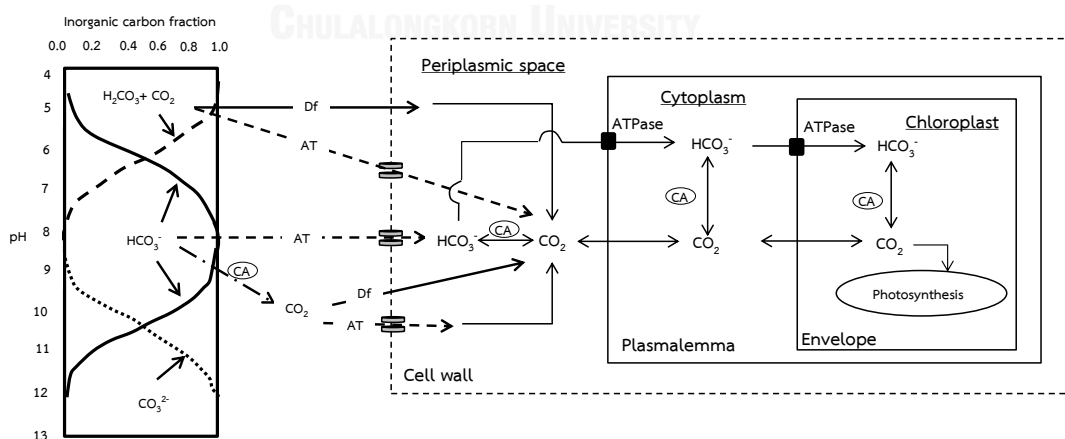 CHULALONGKORN UNIVERSITY
Inorganic carbon fraction
0.0 0.2 0.4 0.6 0.8 1.0
pH
4
5
6
7
8
9
10
11
12
13
H₂CO₃+ CO₂
HCO₃⁻
CO₃²⁻
Df
AT
AT
CA
CO₂
Df
AT
Cell wall
Periplasmic space
HCO₃⁻
CA
CO₂
Plasmalemma
ATPase
Cytoplasm
HCO₃⁻
CA
CO₂
Envelope
ATPase
Chloroplast
HCO₃⁻
CA
CO₂
Photosynthesis